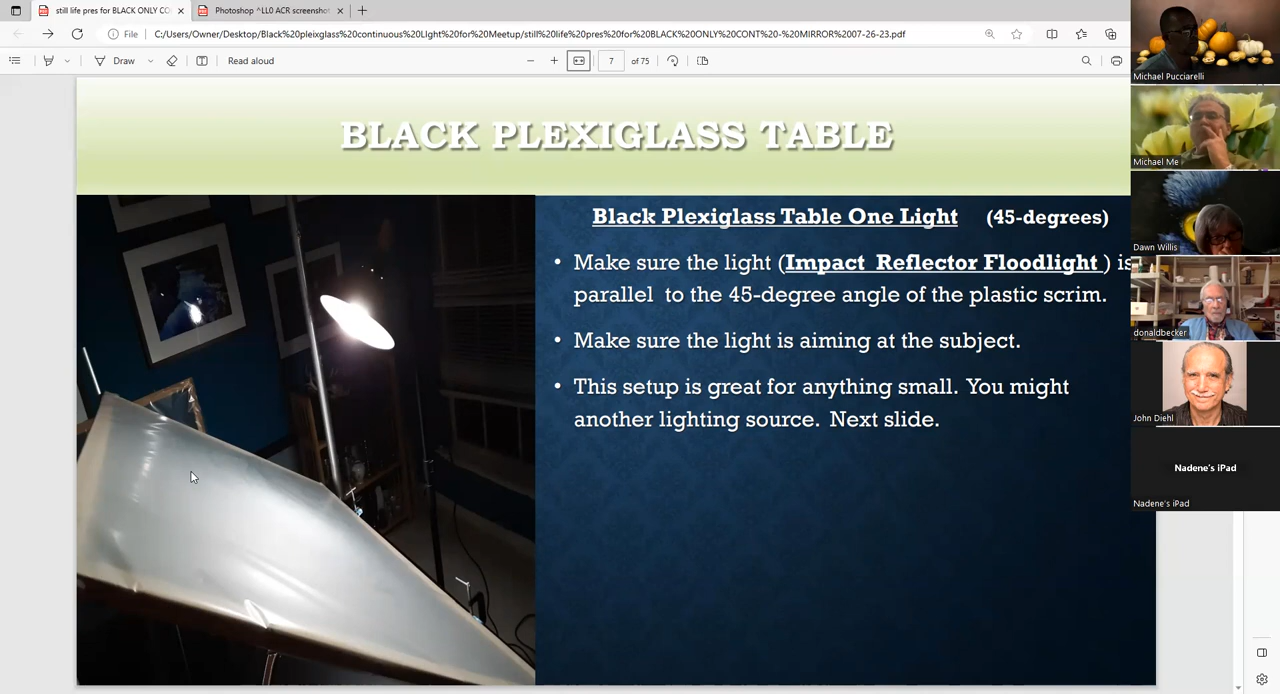 still life pres for BLACK ONLY CO
Photoshop ^LL0 ACR screenshot
File
C:/Users/Owner/Desktop/Black%20pleixglass%20continuous%20LIght%20for%20Meetup/still%20life%20pres%20for%20BLACK%20ONLY%20CONT%20-%20MIRROR%2007-26-23.pdf
Draw
Read aloud
7 of 75
BLACK PLEXIGLASS TABLE
Black Plexiglass Table One Light (45-degrees)
• Make sure the light (Impact Reflector Floodlight ) is
parallel to the 45-degree angle of the plastic scrim.
• Make sure the light is aiming at the subject.
• This setup is great for anything small. You might
another lighting source. Next slide.
Michael Pucciarelli
Michael Me
Dawn Willis
donaldbecker
John Diehl
Nadene's iPad
Nadene's iPad